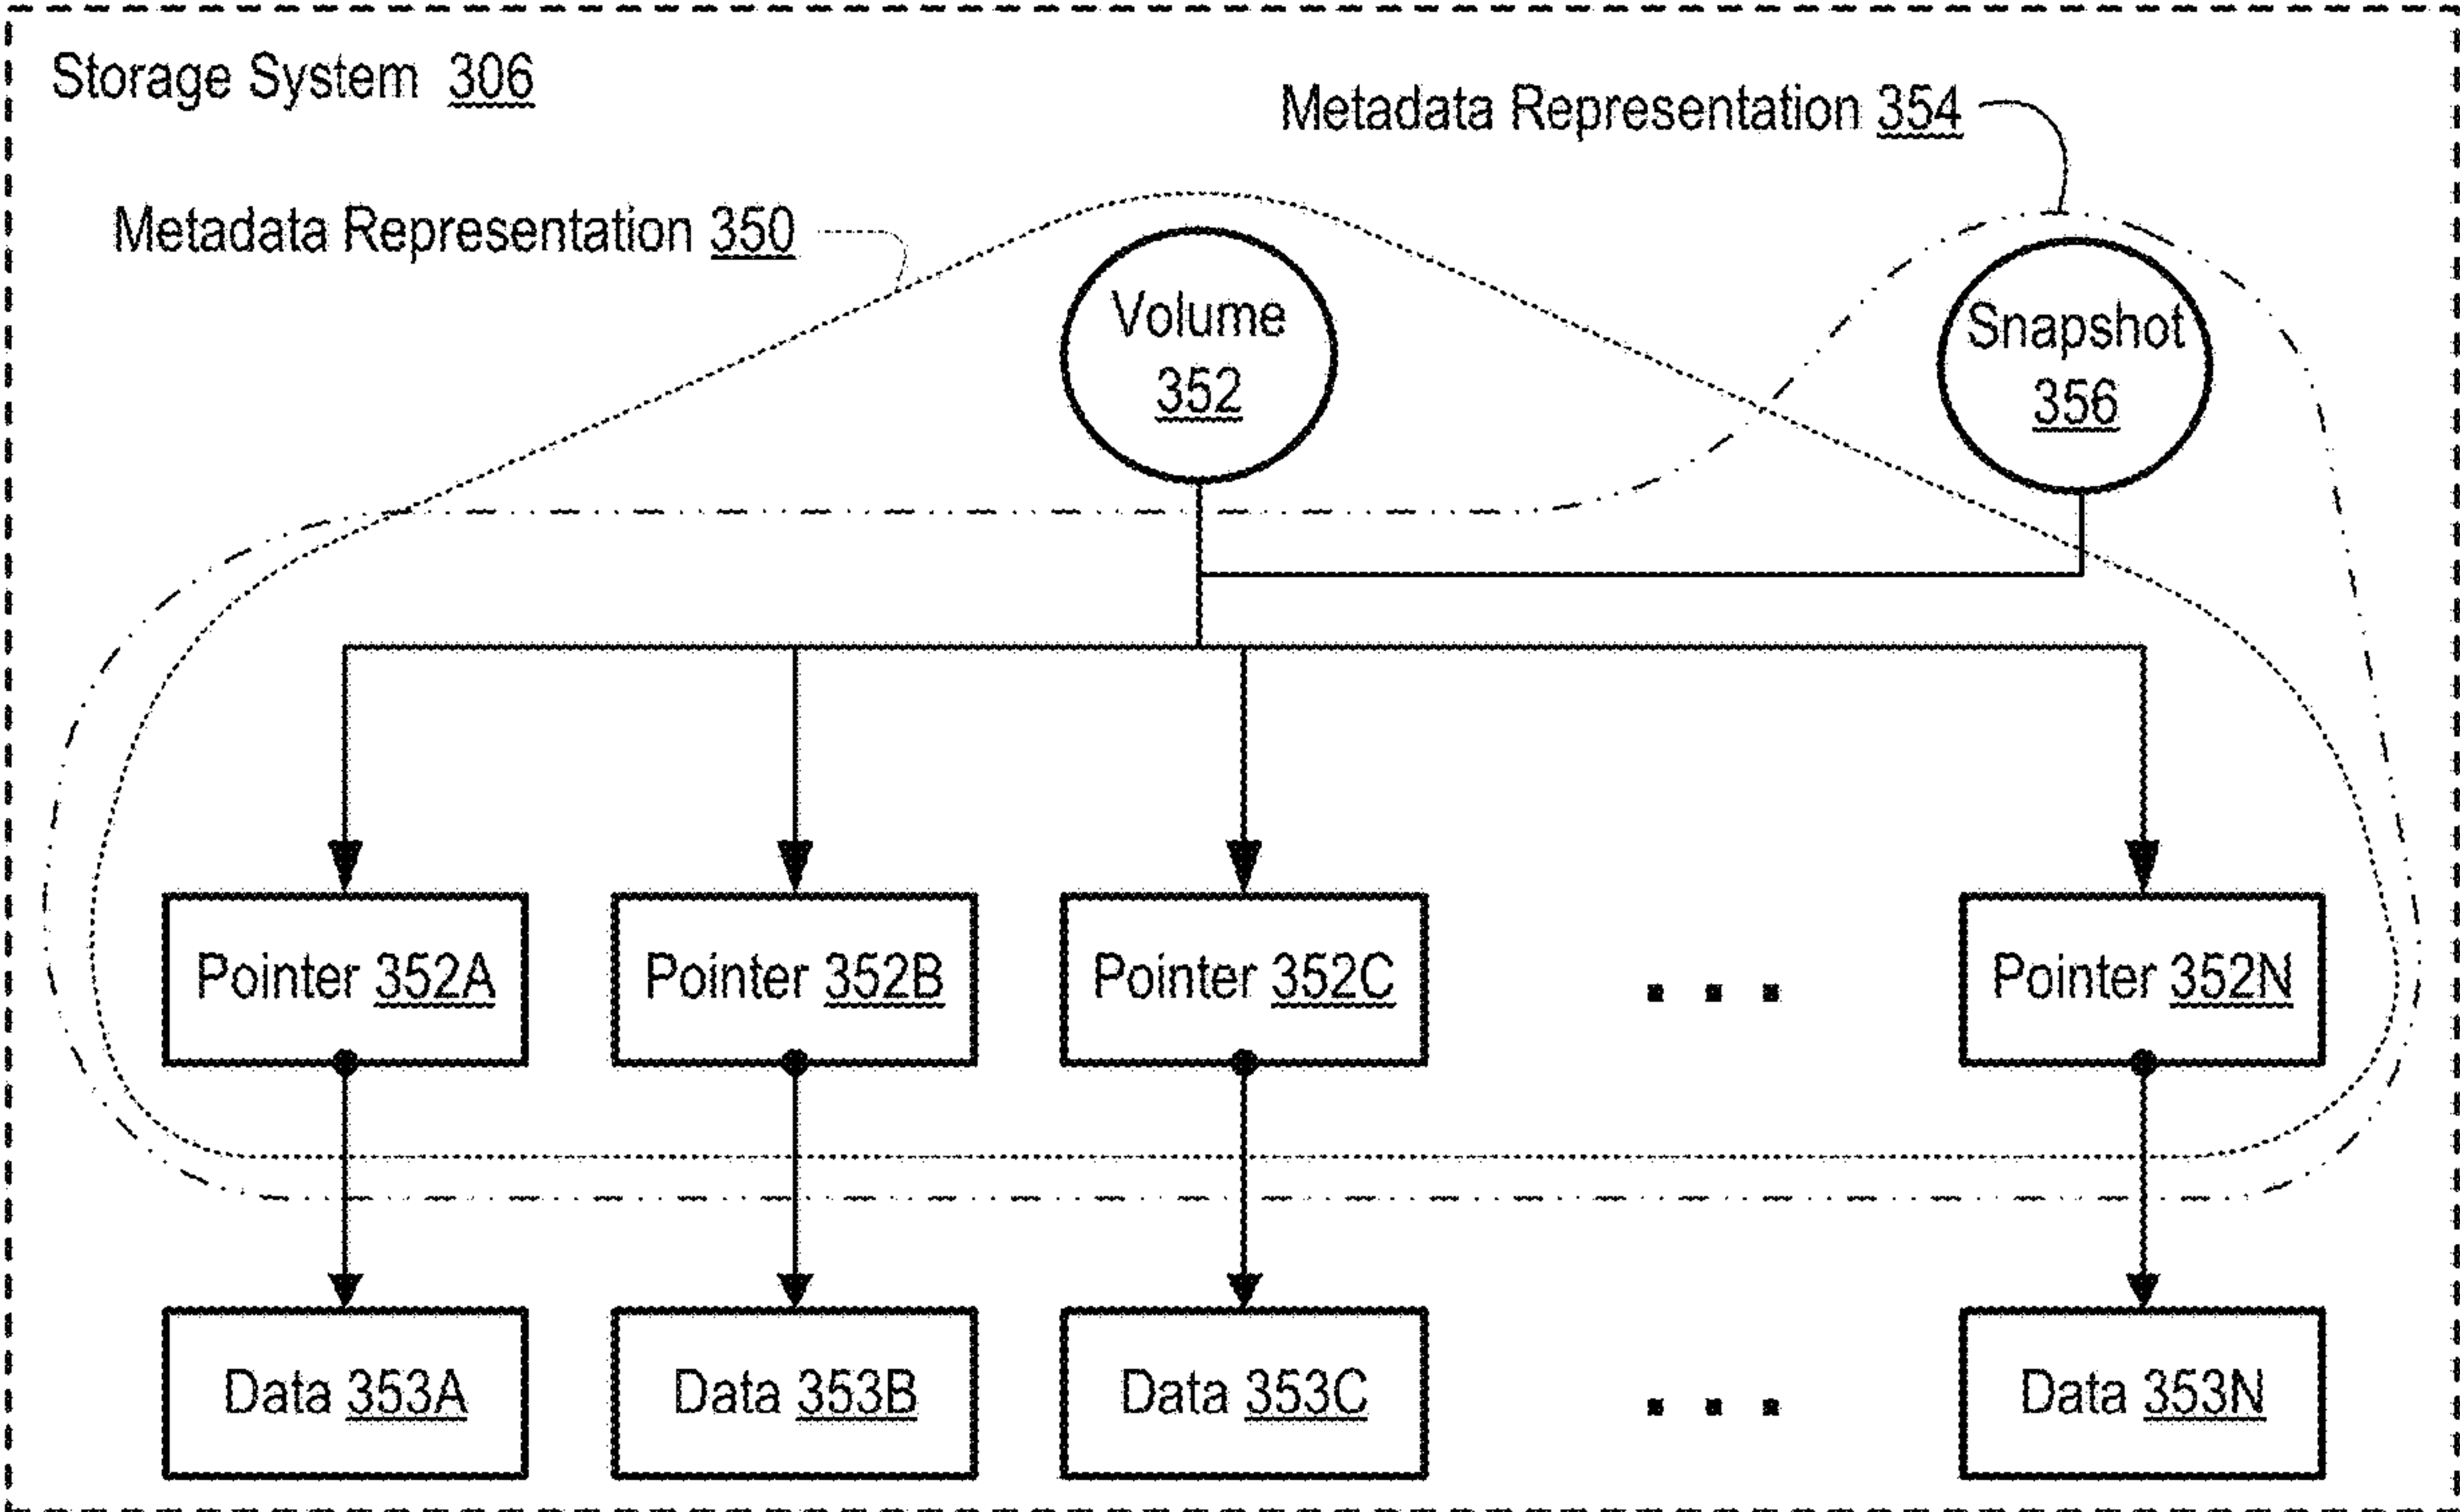 Storage System 306
Metadata Representation 354
Metadata Representation 350
Volume
352
Snapshot
356
Pointer 352A
Pointer 352B
Pointer 352C
. . .
Pointer 352N
Data 353A
Data 353B
Data 353C
. . .
Data 353N